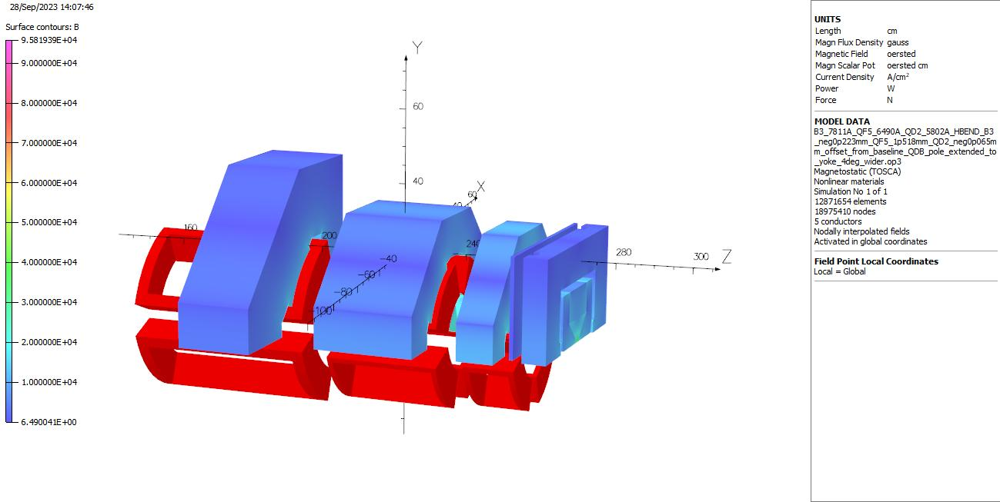 28/Sep/2023 14:07:46
Surface contours: B
9.581939E+04
9.000000E+04
8.000000E+04
7.000000E+04
6.000000E+04
5.000000E+04
4.000000E+04
3.000000E+04
2.000000E+04
1.000000E+04
6.490041E+00
Y
60
40
X
60
40
160
200
240
280
300
Z
-40
-60
-80
-100
UNITS
Length cm
Magn Flux Density gauss
Magnetic Field oersted
Magn Scalar Pot oersted cm
Current Density A/cm²
Power W
Force N
MODEL DATA
B3_7811A_QF5_6490A_QD2_5802A_HBEND_B3
_neg0p223mm_QF5_1p518mm_QD2_neg0p065m
m_offset_from_baseline_QDB_pole_extended_to
_yoke_4deg_wider.op3
Magnetostatic (TOSCA)
Nonlinear materials
Simulation No 1 of 1
12871654 elements
18975410 nodes
5 conductors
Nodally interpolated fields
Activated in global coordinates
Field Point Local Coordinates
Local = Global